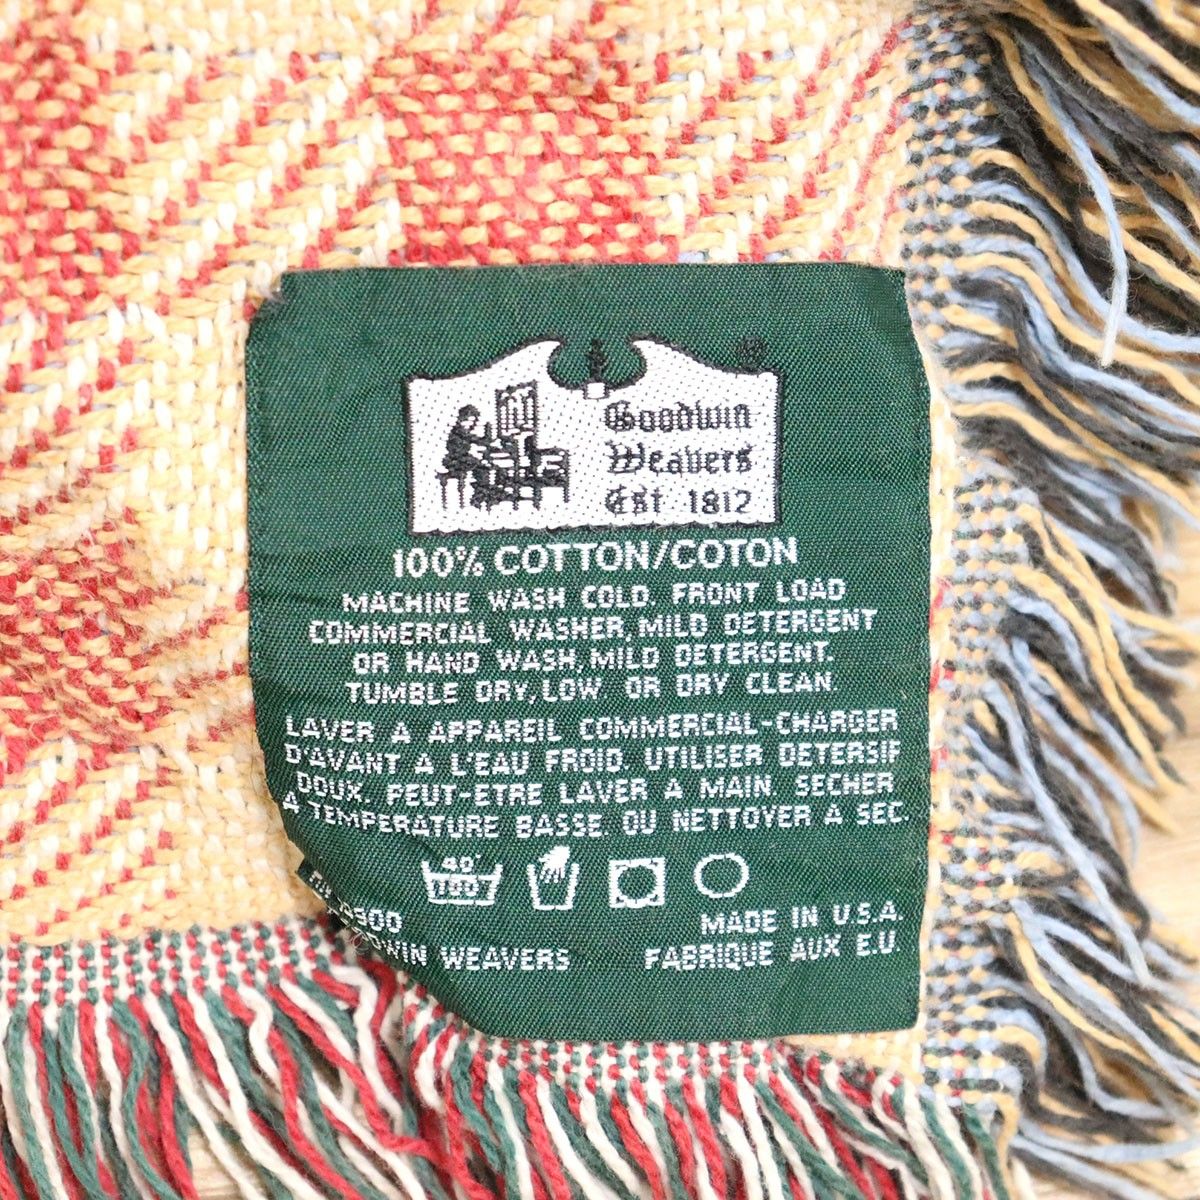 ®
Goodwin
Weavers
Est 1812
100% COTTON/COTON
MACHINE WASH COLD. FRONT LOAD
COMMERCIAL WASHER, MILD DETERGENT
OR HAND WASH, MILD DETERGENT.
TUMBLE DRY, LOW OR DRY CLEAN.
LAVER A APPAREIL COMMERCIAL-CHARGER
D'AVANT A L'EAU FROID. UTILISER DETERSIF
DOUX. PEUT-ETRE LAVER A MAIN. SECHER
A TEMPERATURE BASSE. OU NETTOYER A SEC.
40°
MADE IN U.S.A.
WEAVERS FABRIQUE AUX E.U.